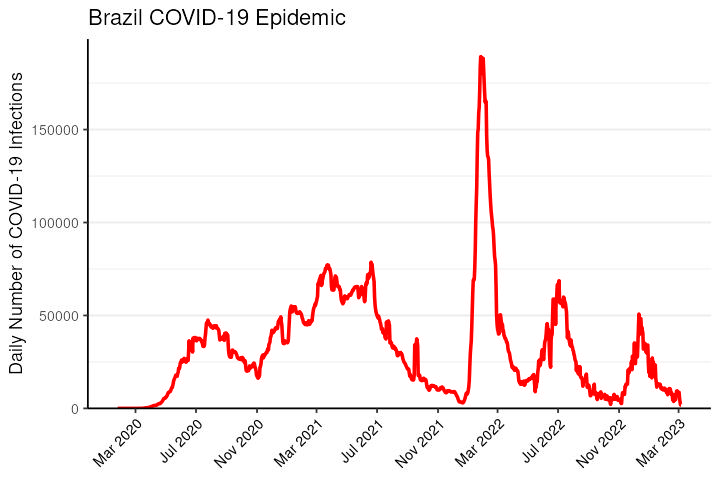 Brazil COVID-19 Epidemic
Daily Number of COVID-19 Infections
150000
100000
50000
0
Mar 2020
Jul 2020
Nov 2020
Mar 2021
Jul 2021
Nov 2021
Mar 2022
Jul 2022
Nov 2022
Mar 2023